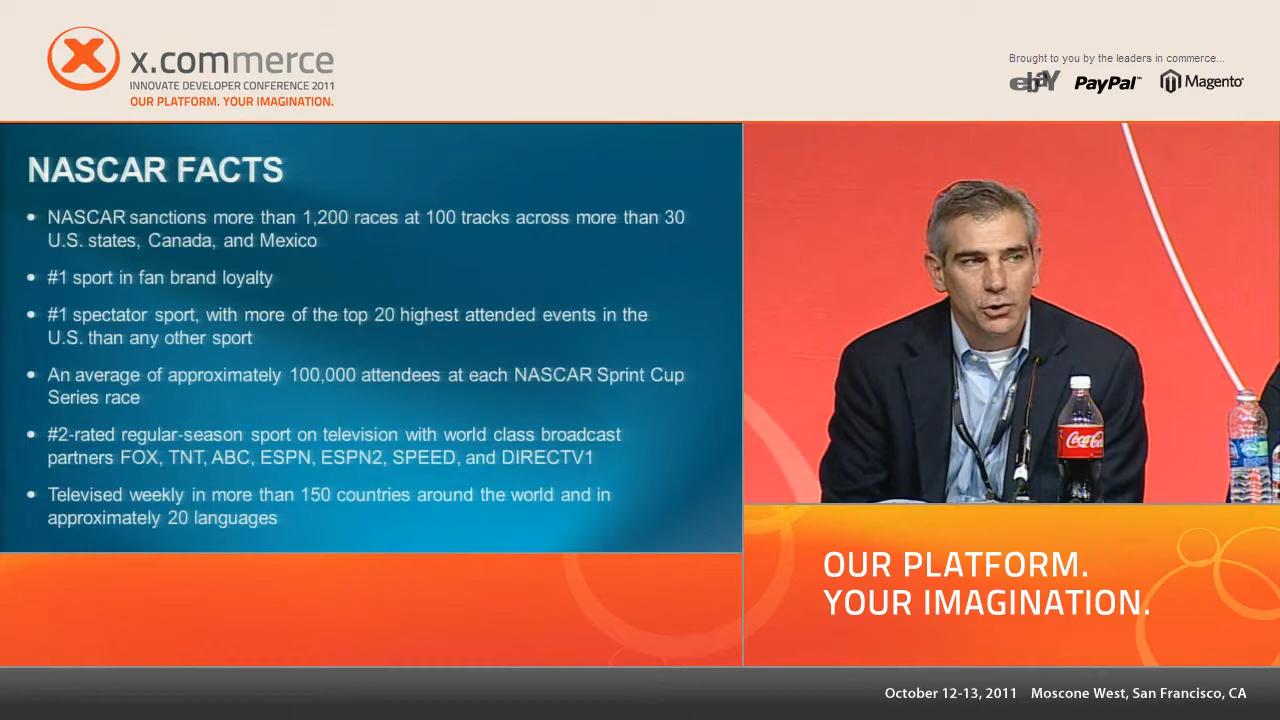 x.commerce
INNOVATE DEVELOPER CONFERENCE 2011
OUR PLATFORM. YOUR IMAGINATION.
Brought to you by the leaders in commerce...
ebaY PayPal™ Magento®
NASCAR FACTS
• NASCAR sanctions more than 1,200 races at 100 tracks across more than 30
U.S. states, Canada, and Mexico
• #1 sport in fan brand loyalty
• #1 spectator sport, with more of the top 20 highest attended events in the
U.S. than any other sport
• An average of approximately 100,000 attendees at each NASCAR Sprint Cup
Series race
• #2-rated regular-season sport on television with world class broadcast
partners FOX, TNT, ABC, ESPN, ESPN2, SPEED, and DIRECTV1
• Televised weekly in more than 150 countries around the world and in
approximately 20 languages
Coca-Cola
OUR PLATFORM.
YOUR IMAGINATION.
October 12-13, 2011 Moscone West, San Francisco, CA